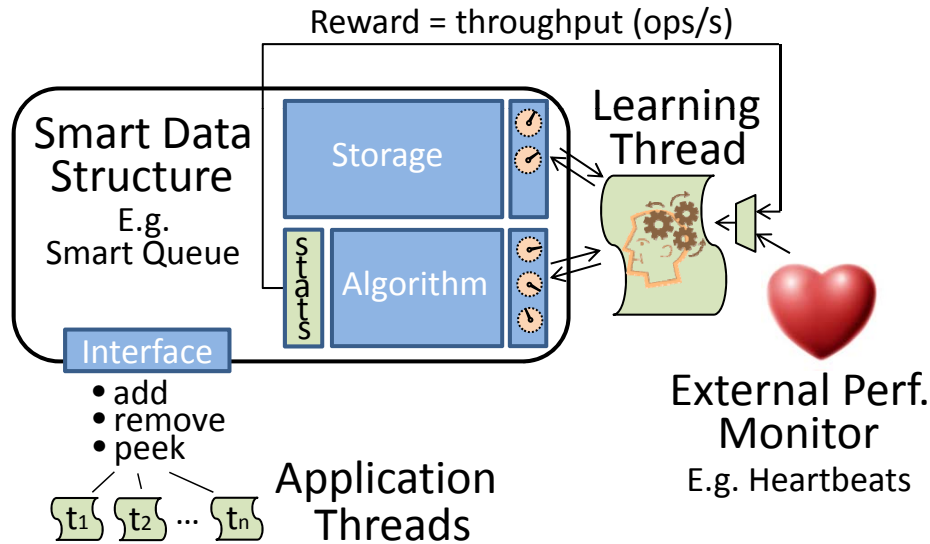 Reward = throughput (ops/s)
Smart Data
Structure
E.g.
Smart Queue
Storage
stats
Algorithm
Interface
• add
• remove
• peek
t1 t2 ... tn
Application
Threads
Learning
Thread
External Perf.
Monitor
E.g. Heartbeats